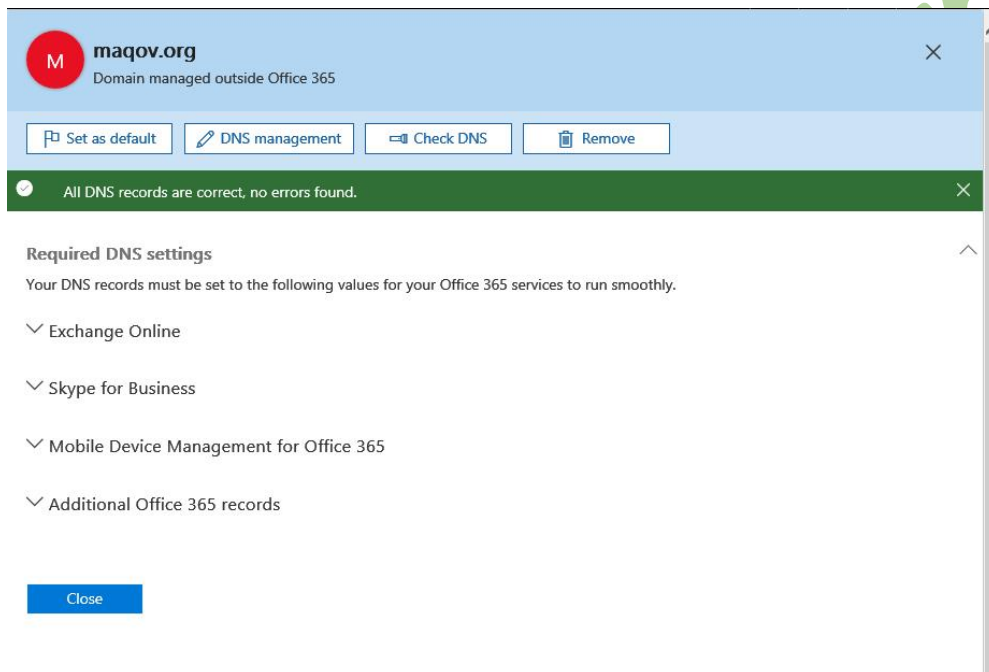 M
maqov.org
Domain managed outside Office 365
Set as default
DNS management
Check DNS
Remove
All DNS records are correct, no errors found.
Required DNS settings
Your DNS records must be set to the following values for your Office 365 services to run smoothly.
Exchange Online
Skype for Business
Mobile Device Management for Office 365
Additional Office 365 records
Close